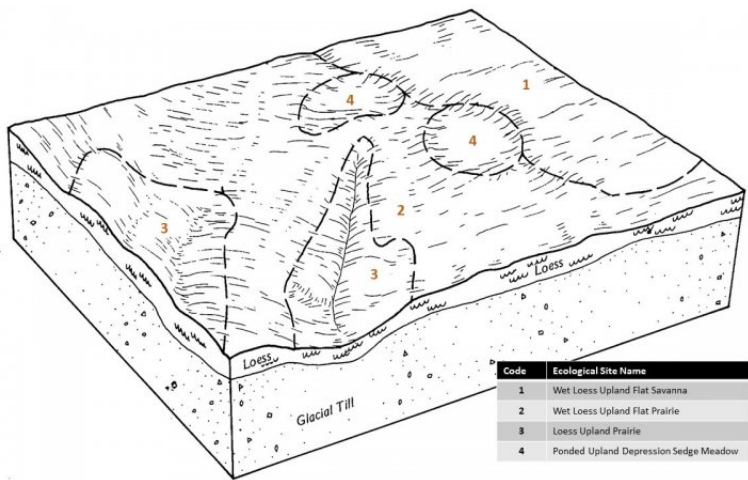 4
1
4
2
3
3
Loess
Loess
Glacial Till
Code Ecological Site Name
1 Wet Loess Upland Flat Savanna
2 Wet Loess Upland Flat Prairie
3 Loess Upland Prairie
4 Ponded Upland Depression Sedge Meadow